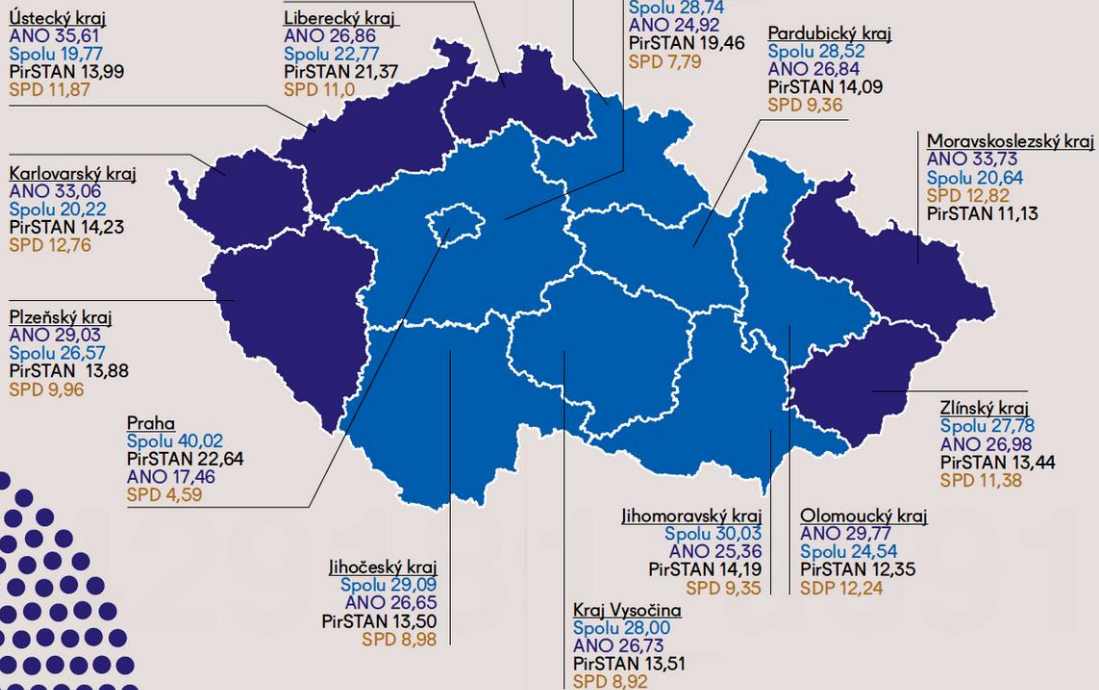 Ústecký kraj
ANO 35,61
Spolu 19,77
PirSTAN 13,99
SPD 11,87
Liberecký kraj
ANO 26,86
Spolu 22,77
PirSTAN 21,37
SPD 11,0
Spolu 28,74
ANO 24,92
PirSTAN 19,46
SPD 7,79
Pardubický kraj
Spolu 28,52
ANO 26,84
PirSTAN 14,09
SPD 9,36
Moravskoslezský kraj
ANO 33,73
Spolu 20,64
SPD 12,82
PirSTAN 11,13
Karlovarský kraj
ANO 33,06
Spolu 20,22
PirSTAN 14,23
SPD 12,76
Plzeňský kraj
ANO 29,03
Spolu 26,57
PirSTAN 13,88
SPD 9,96
Praha
Spolu 40,02
PirSTAN 22,64
ANO 17,46
SPD 4,59
Zlínský kraj
Spolu 27,78
ANO 26,98
PirSTAN 13,44
SPD 11,38
Jihočeský kraj
Spolu 29,09
ANO 26,65
PirSTAN 13,50
SPD 8,98
Kraj Vysočina
Spolu 28,00
ANO 26,73
PirSTAN 13,51
SPD 8,92
Jihomoravský kraj
Spolu 30,03
ANO 25,36
PirSTAN 14,19
SPD 9,35
Olomoucký kraj
ANO 29,77
Spolu 24,54
PirSTAN 12,35
SDP 12,24